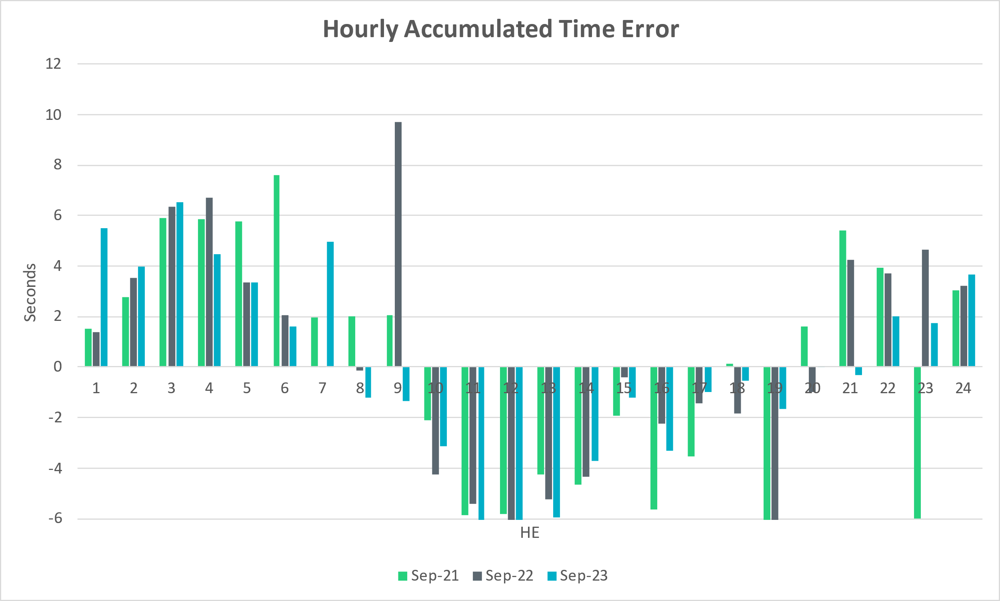 Hourly Accumulated Time Error
12
10
8
6
4
2
0
-2
-4
-6
Seconds
1 2 3 4 5 6 7 8 9 10 11 12 13 14 15 16 17 18 19 20 21 22 23 24
HE
Sep-21 Sep-22 Sep-23